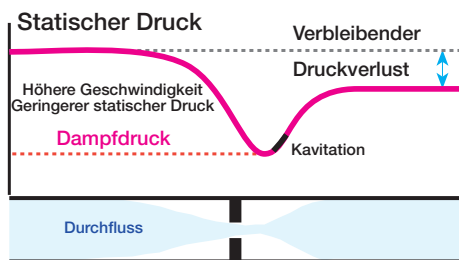 Statischer Druck
Verbleibender
Druckverlust
Höhere Geschwindigkeit
Geringerer statischer Druck
Dampfdruck
Kavitation
Durchfluss